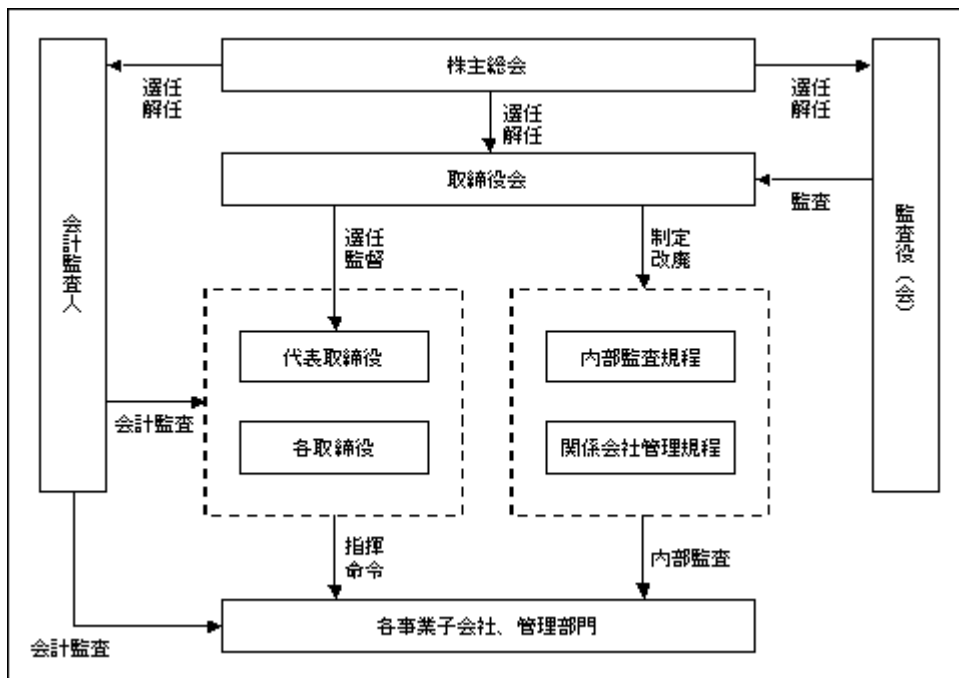 株主総会
選任
解任
選任
解任
選任
解任
取締役会
監査
会計監査人
監査役（会）
選任
監督
制定
改廃
代表取締役
内部監査規程
会計監査
各取締役
関係会社管理規程
指揮
命令
内部監査
各事業子会社、管理部門
会計監査